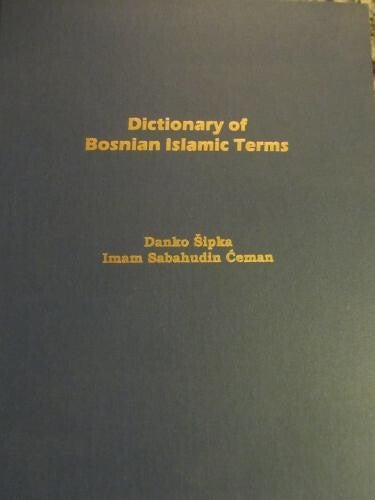 Dictionary of
Bosnian Islamic Terms
Danko Šipka
Imam Sabahudin Ćeman